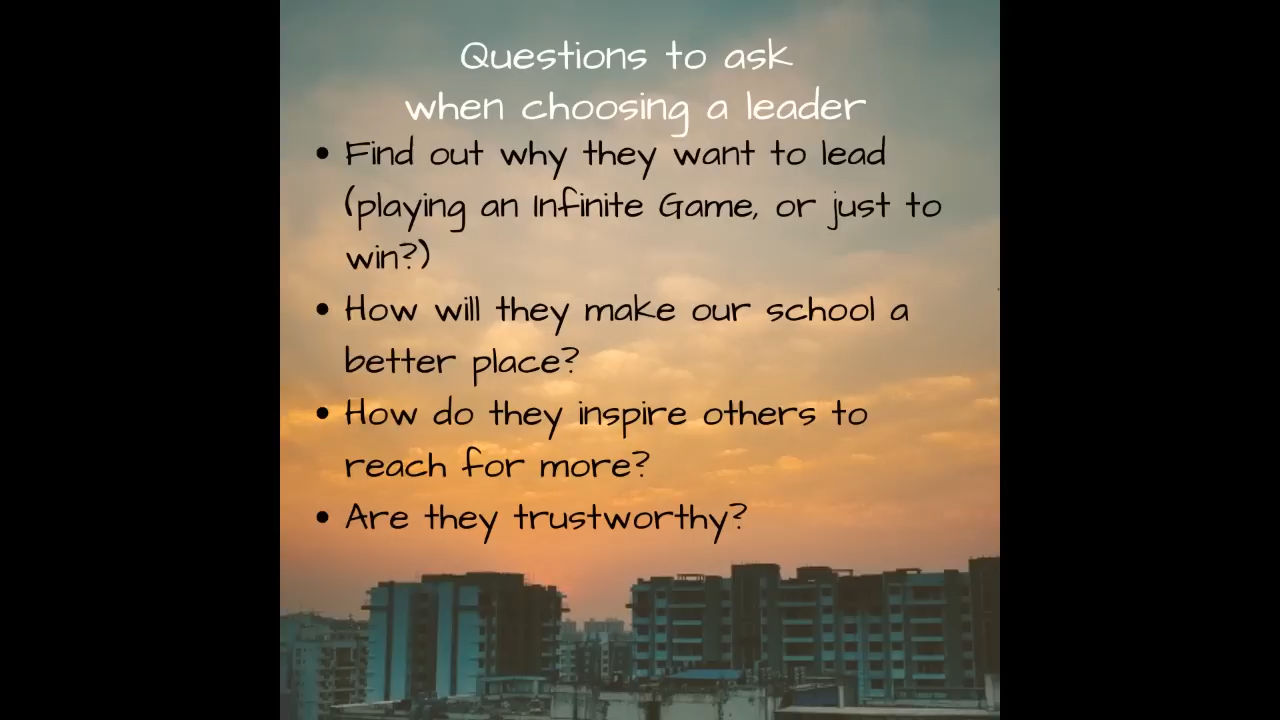 Questions to ask
when choosing a leader
• Find out why they want to lead
(playing an Infinite Game, or just to
win?)
• How will they make our school a
better place?
• How do they inspire others to
reach for more?
• Are they trustworthy?